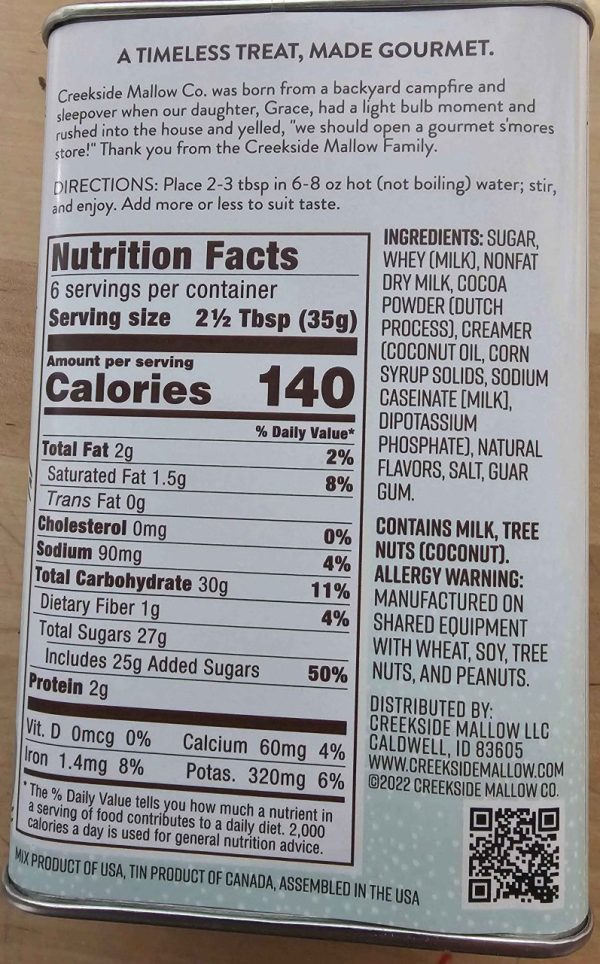 A TIMELESS TREAT, MADE GOURMET.
Creekside Mallow Co. was born from a backyard campfire and
sleepover when our daughter, Grace, had a light bulb moment and
rushed into the house and yelled, "we should open a gourmet s'mores
store!" Thank you from the Creekside Mallow Family.
DIRECTIONS: Place 2-3 tbsp in 6-8 oz hot (not boiling) water; stir,
and enjoy. Add more or less to suit taste.
Nutrition Facts
6 servings per container
Serving size 2½ Tbsp (35g)
Amount per serving
Calories 140
% Daily Value*
Total Fat 2g 2%
Saturated Fat 1.5g 8%
Trans Fat 0g
Cholesterol 0mg 0%
Sodium 90mg 4%
Total Carbohydrate 30g 11%
Dietary Fiber 1g 4%
Total Sugars 27g
Includes 25g Added Sugars 50%
Protein 2g
Vit. D 0mcg 0% Calcium 60mg 4%
Iron 1.4mg 8% Potas. 320mg 6%
* The % Daily Value tells you how much a nutrient in
a serving of food contributes to a daily diet. 2,000
calories a day is used for general nutrition advice.
INGREDIENTS: SUGAR,
WHEY (MILK), NONFAT
DRY MILK, COCOA
POWDER (DUTCH
PROCESS), CREAMER
(COCONUT OIL, CORN
SYRUP SOLIDS, SODIUM
CASEINATE [MILK],
DIPOTASSIUM
PHOSPHATE), NATURAL
FLAVORS, SALT, GUAR
GUM.
CONTAINS MILK, TREE
NUTS (COCONUT).
ALLERGY WARNING:
MANUFACTURED ON
SHARED EQUIPMENT
WITH WHEAT, SOY, TREE
NUTS, AND PEANUTS.
DISTRIBUTED BY:
CREEKSIDE MALLOW LLC
CALDWELL, ID 83605
WWW.CREEKSIDEMALLOW.COM
©2022 CREEKSIDE MALLOW CO.
MIX PRODUCT OF USA, TIN PRODUCT OF CANADA, ASSEMBLED IN THE USA